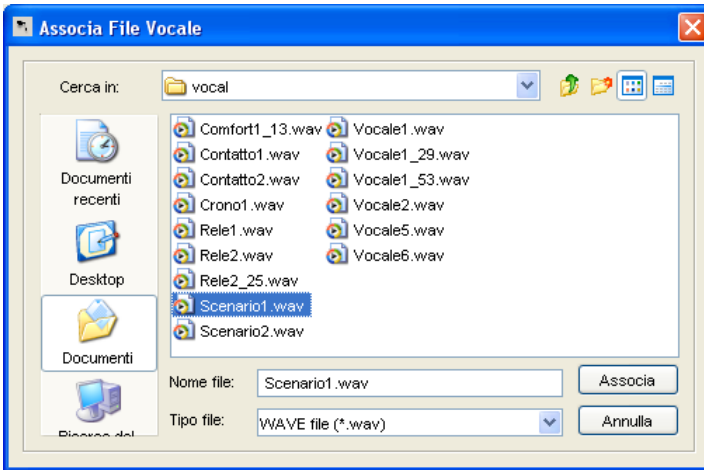 Associa File Vocale
Cerca in:
vocal
Documenti
recenti
Desktop
Documenti
Comfort1_13.wav
Contatto1.wav
Contatto2.wav
Crono1.wav
Rele1.wav
Rele2.wav
Rele2_25.wav
Scenario1.wav
Scenario2.wav
Vocale1.wav
Vocale1_29.wav
Vocale1_53.wav
Vocale2.wav
Vocale5.wav
Vocale6.wav
Nome file:
Scenario1.wav
Associa
Tipo file:
WAVE file (*.wav)
Annulla